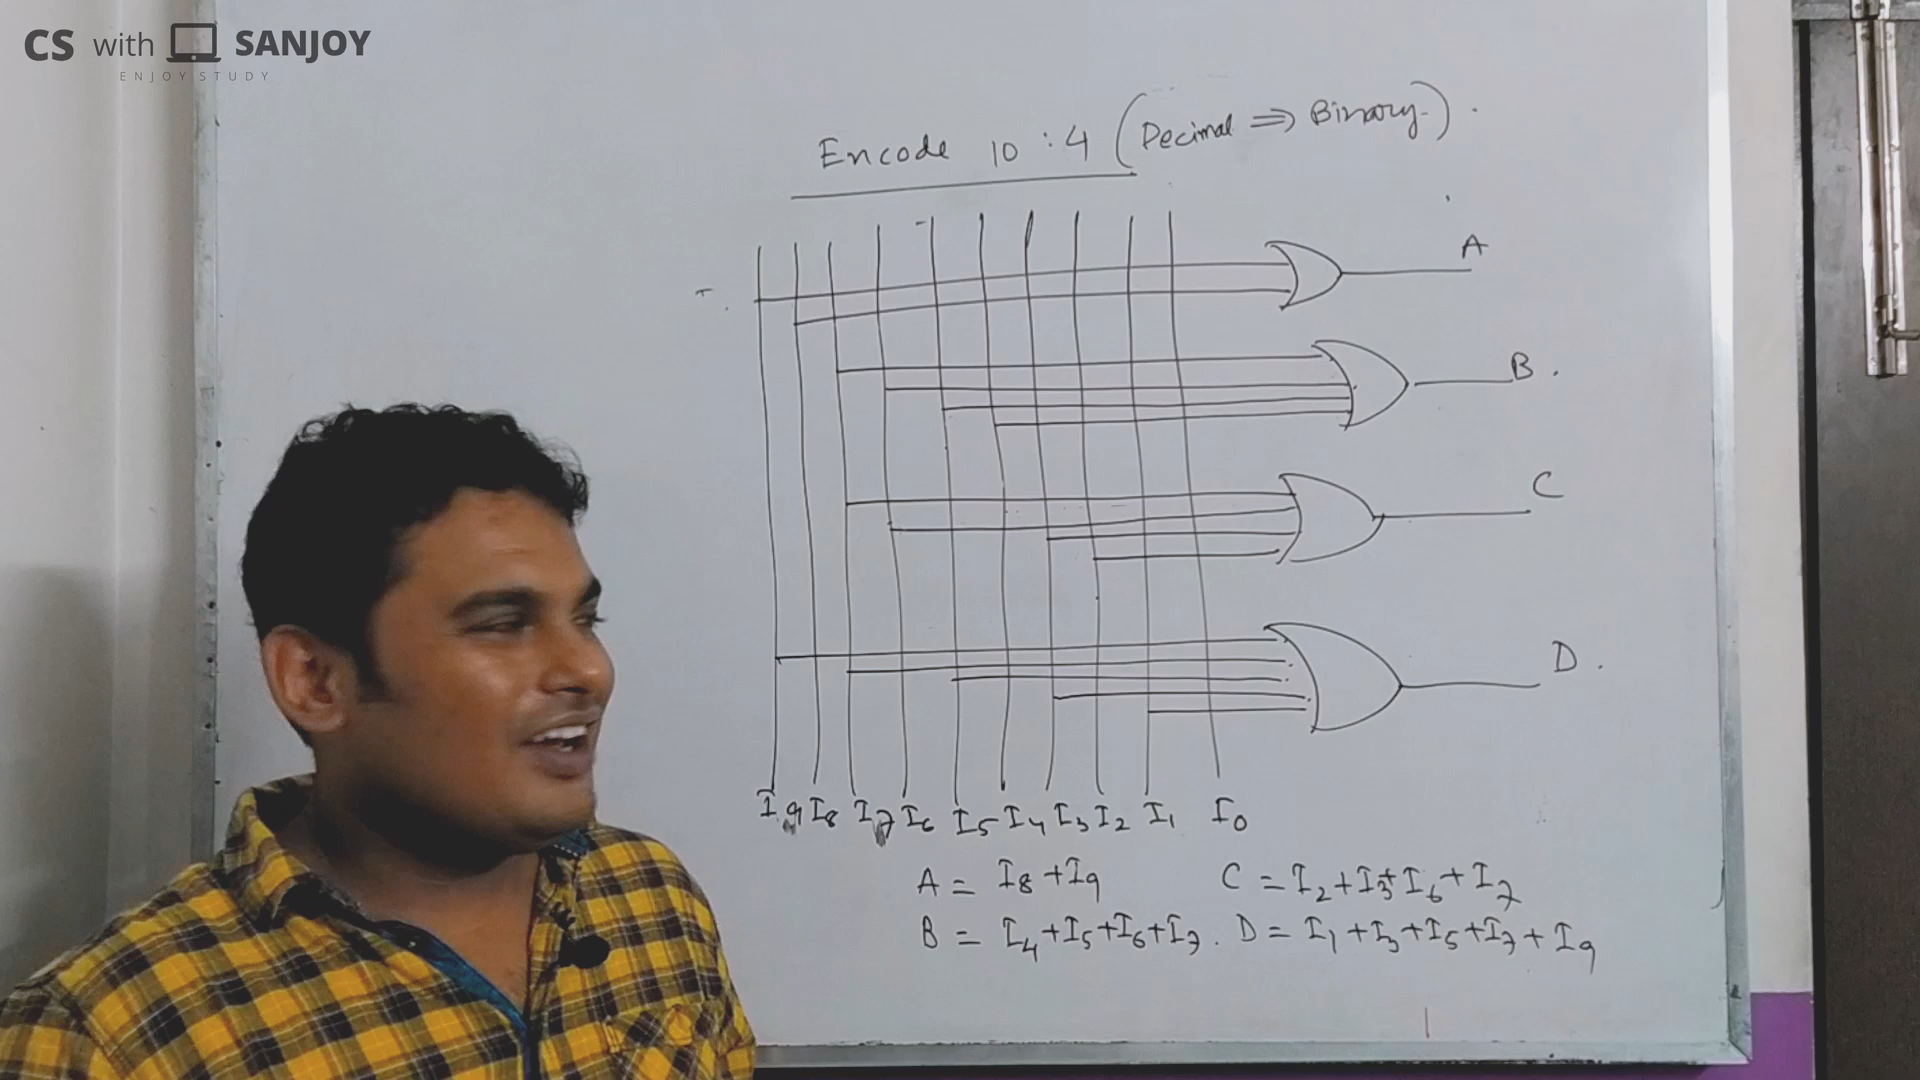 CS with SANJOY
ENJOY STUDY
Encode 10 : 4 (Decimal ⇒ Binary)
A
B
C
D
I9 I8 I7 I6 I5 I4 I3 I2 I1 I0
A = I8 + I9
C = I2 + I3 + I6 + I7
B = I4 + I5 + I6 + I7
D = I1 + I3 + I5 + I7 + I9